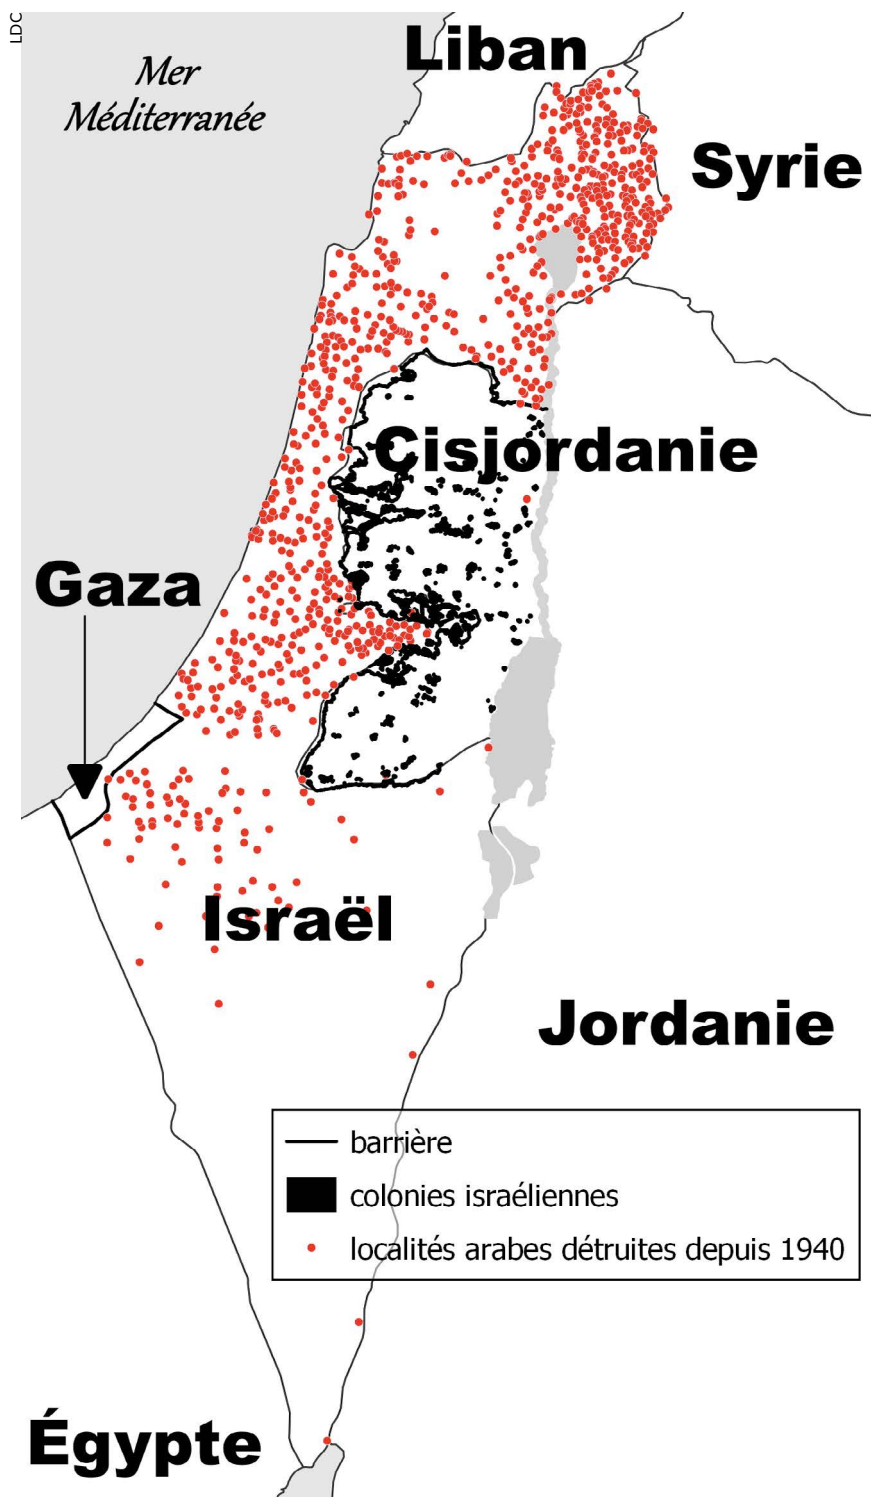 LDC
Liban
Mer
Méditerranée
Syrie
Cisjordanie
Gaza
Israël
Jordanie
barrière
colonies israéliennes
localités arabes détruites depuis 1940
Égypte